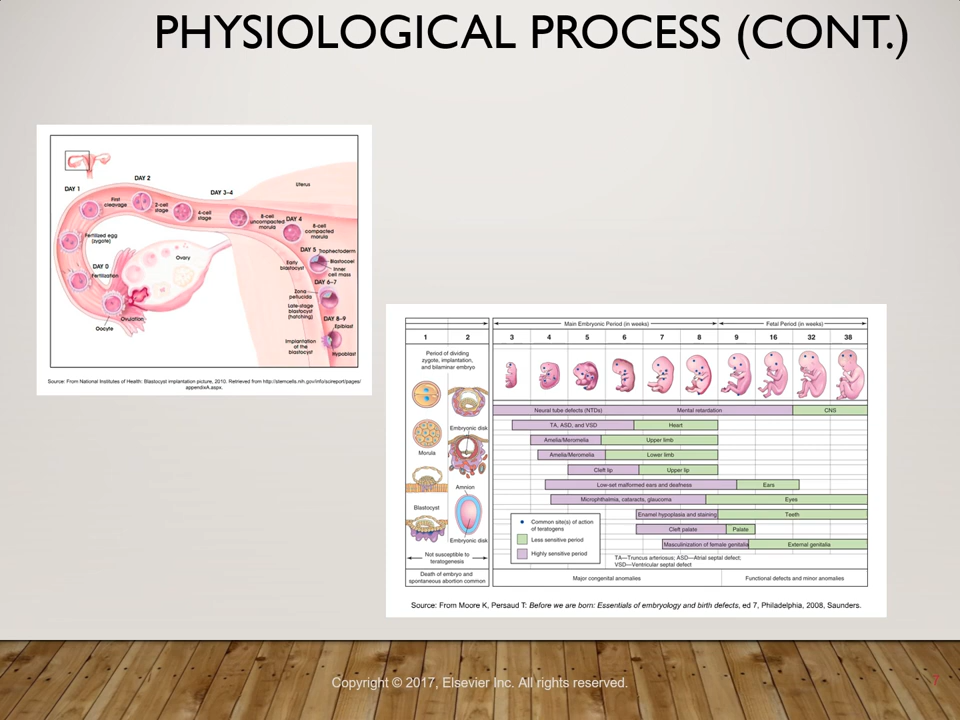 PHYSIOLOGICAL PROCESS (CONT.)
DAY 2
DAY 1
DAY 3–4
Uterus
First
cleavage
2-cell
stage
4-cell
stage
8-cell
uncompacted
morula
DAY 4
8-cell
compacted
morula
Fertilized egg
(zygote)
DAY 5
Trophectoderm
Ovary
Early
blastocyst
Blastocoel
Inner
cell mass
DAY 0
Fertilization
DAY 6–7
Zona
pellucida
Late-stage
blastocyst
(hatching)
Ovulation
Oocyte
DAY 8–9
Epiblast
Implantation
of the
blastocyst
Hypoblast
Source: From National Institutes of Health: Blastocyst implantation picture, 2010. Retrieved from http://stemcells.nih.gov/info/scireport/pages/
appendixA.aspx.
Main Embryonic Period (in weeks)
Fetal Period (in weeks)
1 2 3 4 5 6 7 8 9 16 32 38
Period of dividing
zygote, implantation,
and bilaminar embryo
Embryonic disk
Morula
Amnion
Blastocyst
Embryonic disk
Not susceptible to
teratogenesis
Death of embryo and
spontaneous abortion common
Neural tube defects (NTDs) Mental retardation CNS
TA, ASD, and VSD Heart
Amelia/Meromelia Upper limb
Amelia/Meromelia Lower limb
Cleft lip Upper lip
Low-set malformed ears and deafness Ears
Microphthalmia, cataracts, glaucoma Eyes
Enamel hypoplasia and staining Teeth
Cleft palate Palate
Masculinization of female genitalia External genitalia
Common site(s) of action
of teratogens
Less sensitive period
Highly sensitive period
TA—Truncus arteriosus; ASD—Atrial septal defect;
VSD—Ventricular septal defect
Major congenital anomalies
Functional defects and minor anomalies
Source: From Moore K, Persaud T: Before we are born: Essentials of embryology and birth defects, ed 7, Philadelphia, 2008, Saunders.
Copyright © 2017, Elsevier Inc. All rights reserved.
7